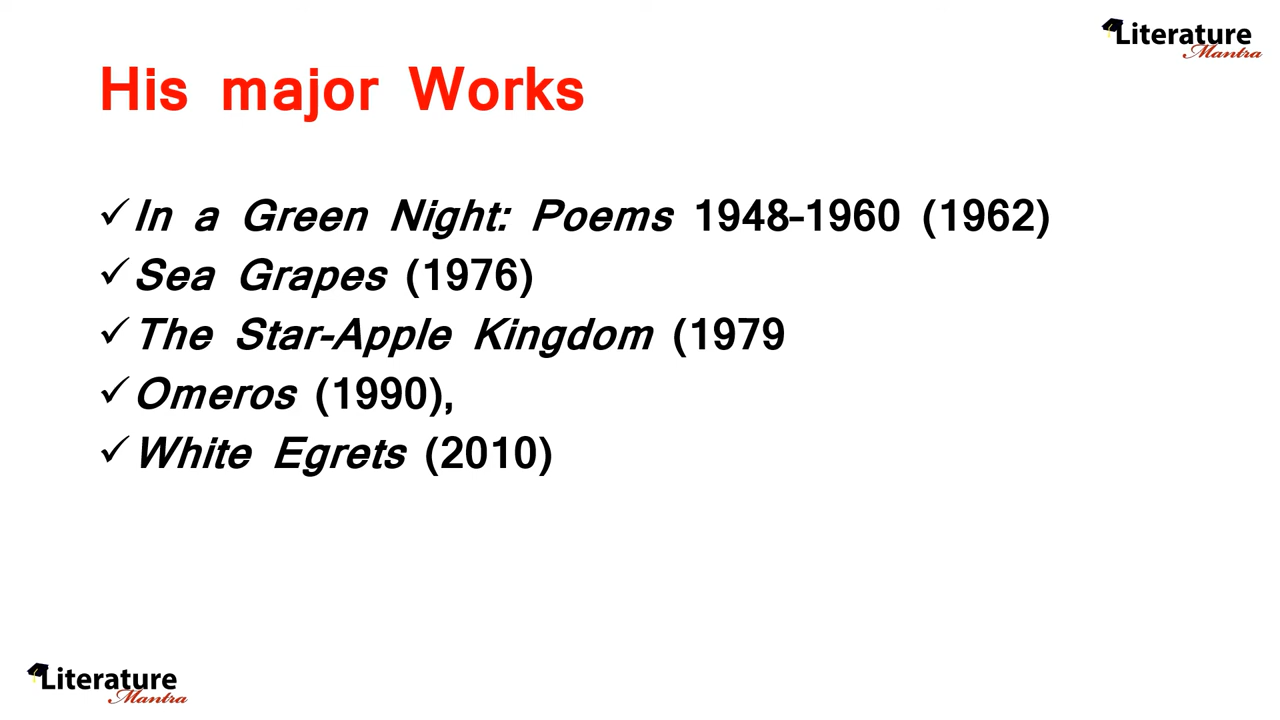 Literature
Mantra
His major Works
✓ In a Green Night: Poems 1948-1960 (1962)
✓ Sea Grapes (1976)
✓ The Star-Apple Kingdom (1979
✓ Omeros (1990),
✓ White Egrets (2010)
Literature
Mantra